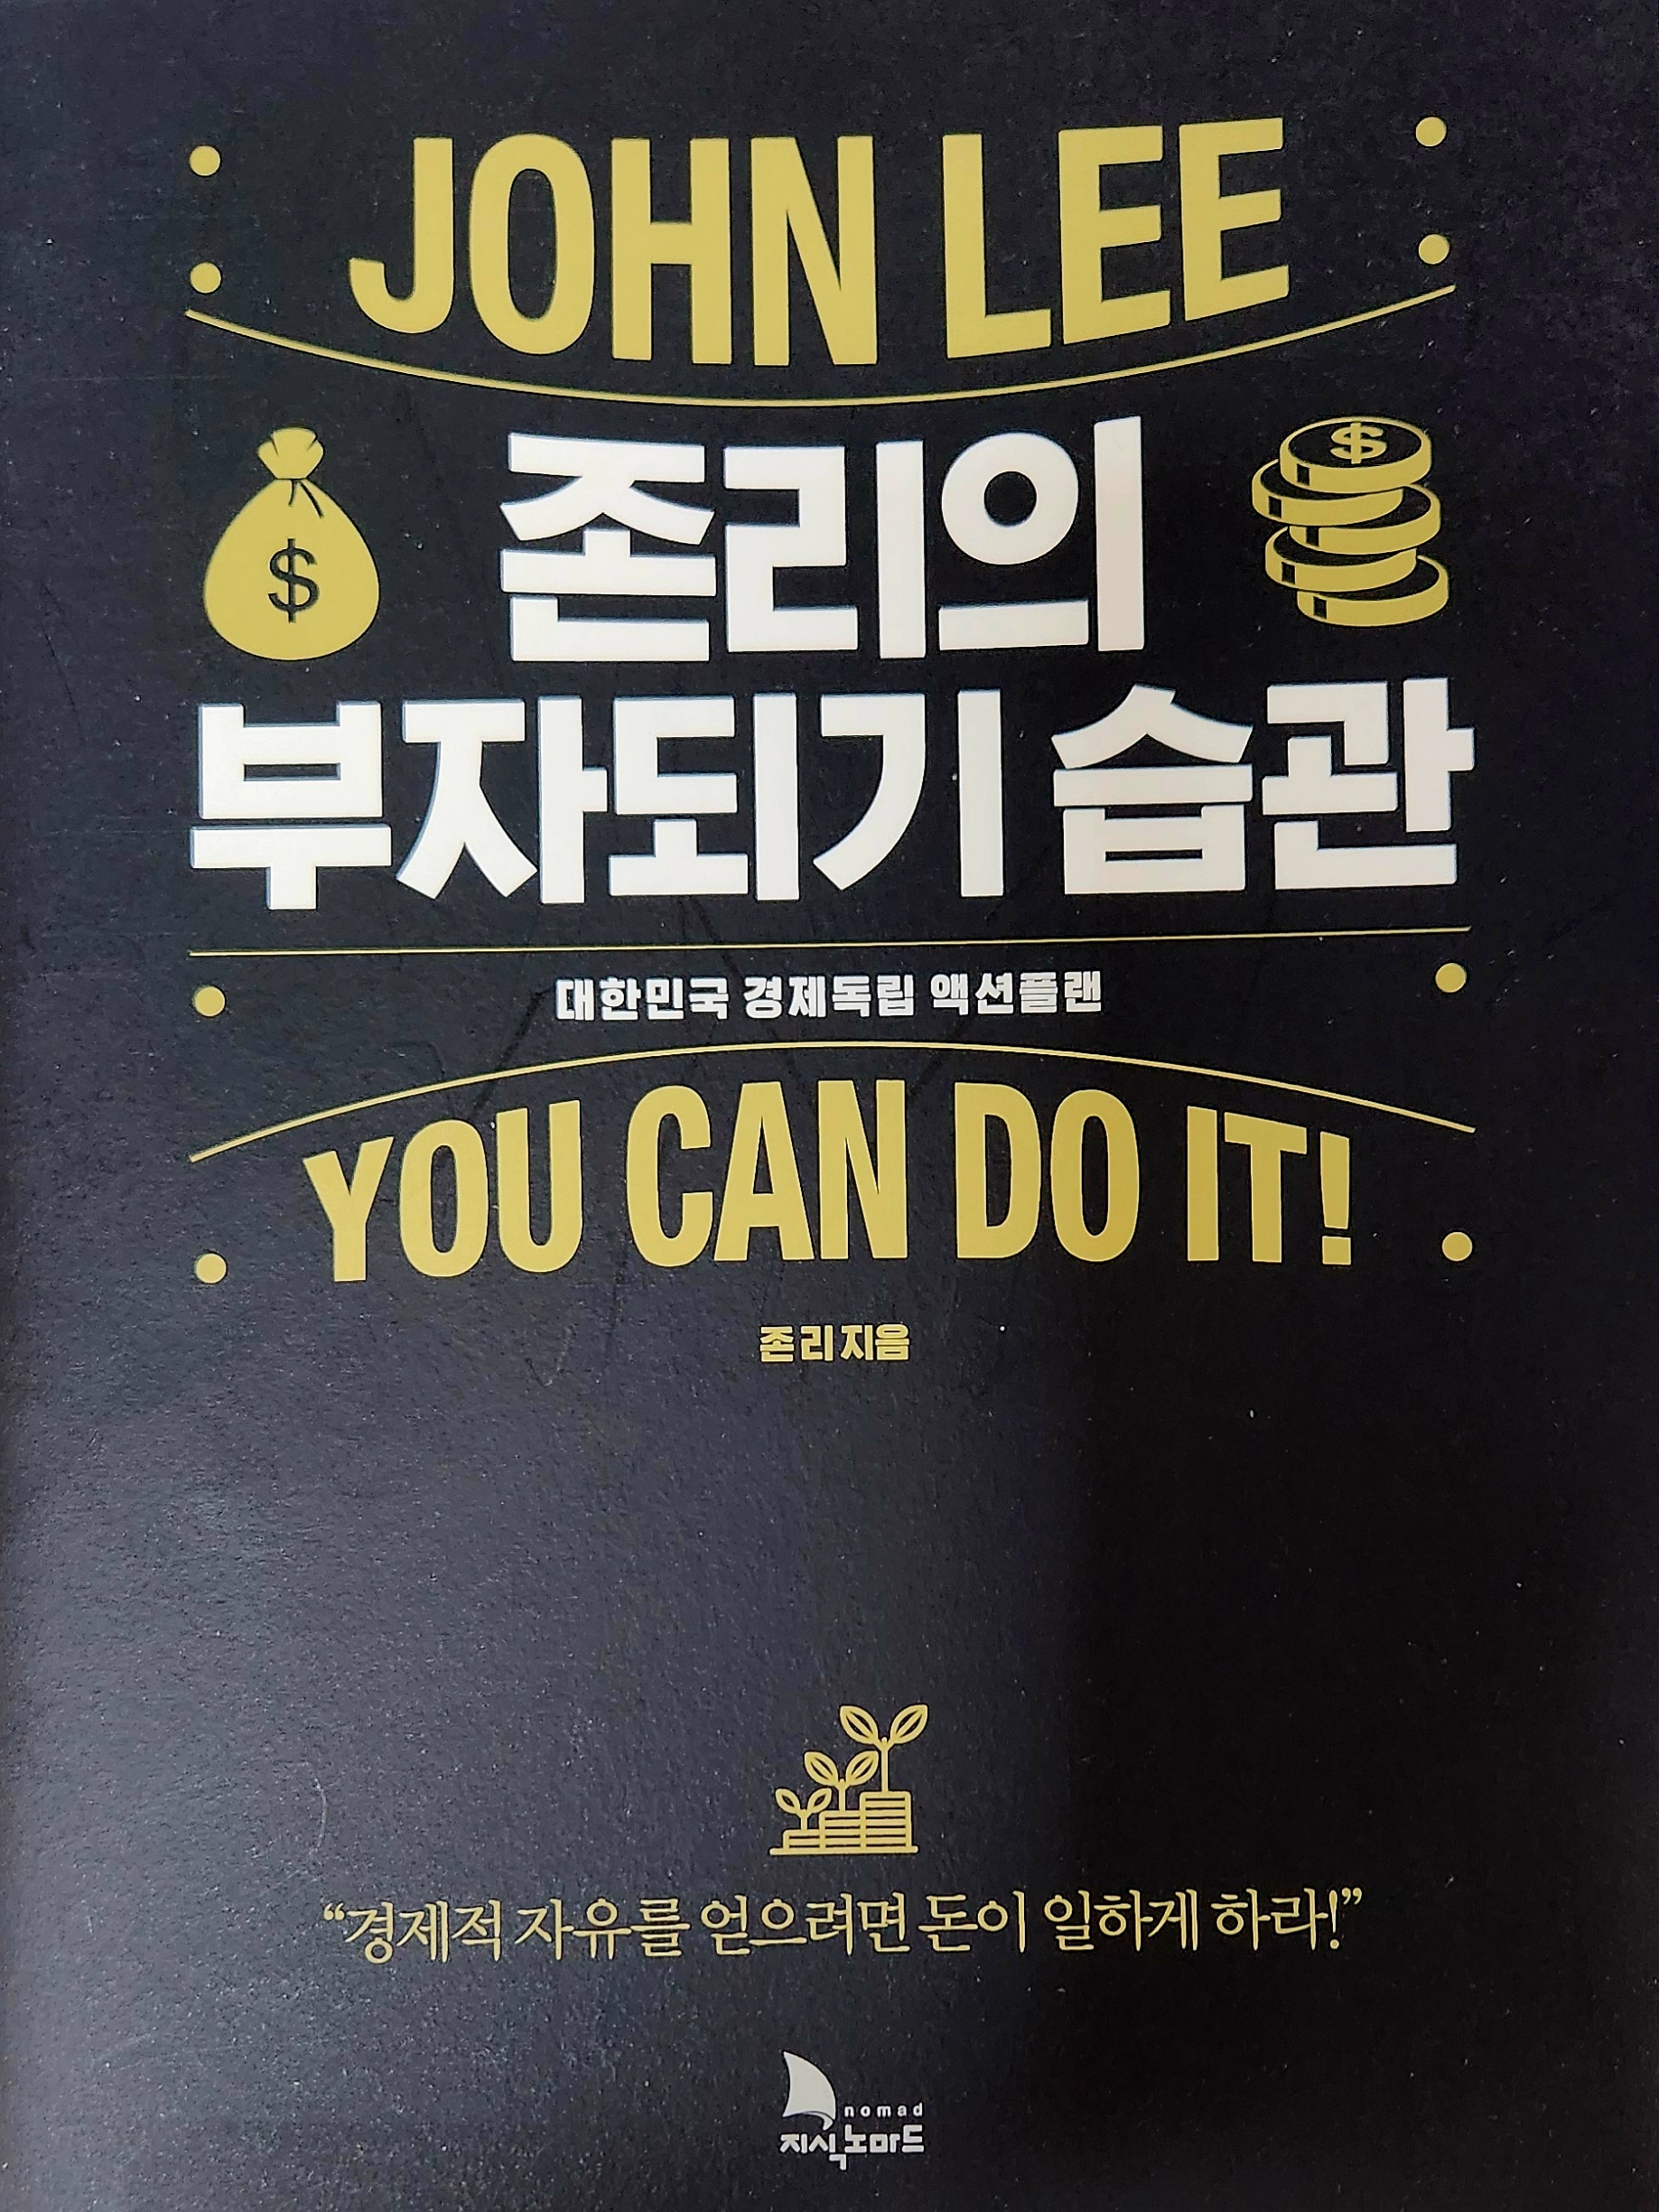 JOHN LEE
$
$
존리의
부자되기 습관
대한민국 경제독립 액션플랜
YOU CAN DO IT!
존리 지음
“경제적 자유를 얻으려면 돈이 일하게 하라!”
nomad
지식노마드